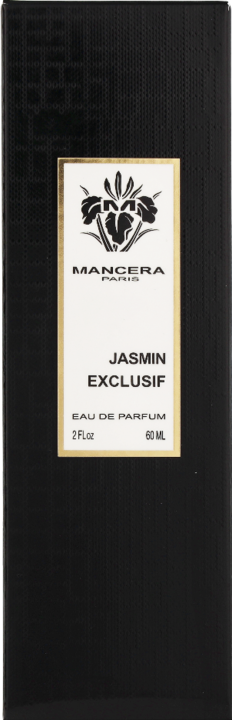 M
MANCERA
PARIS
JASMIN
EXCLUSIF
EAU DE PARFUM
2 FLoz 60 ML